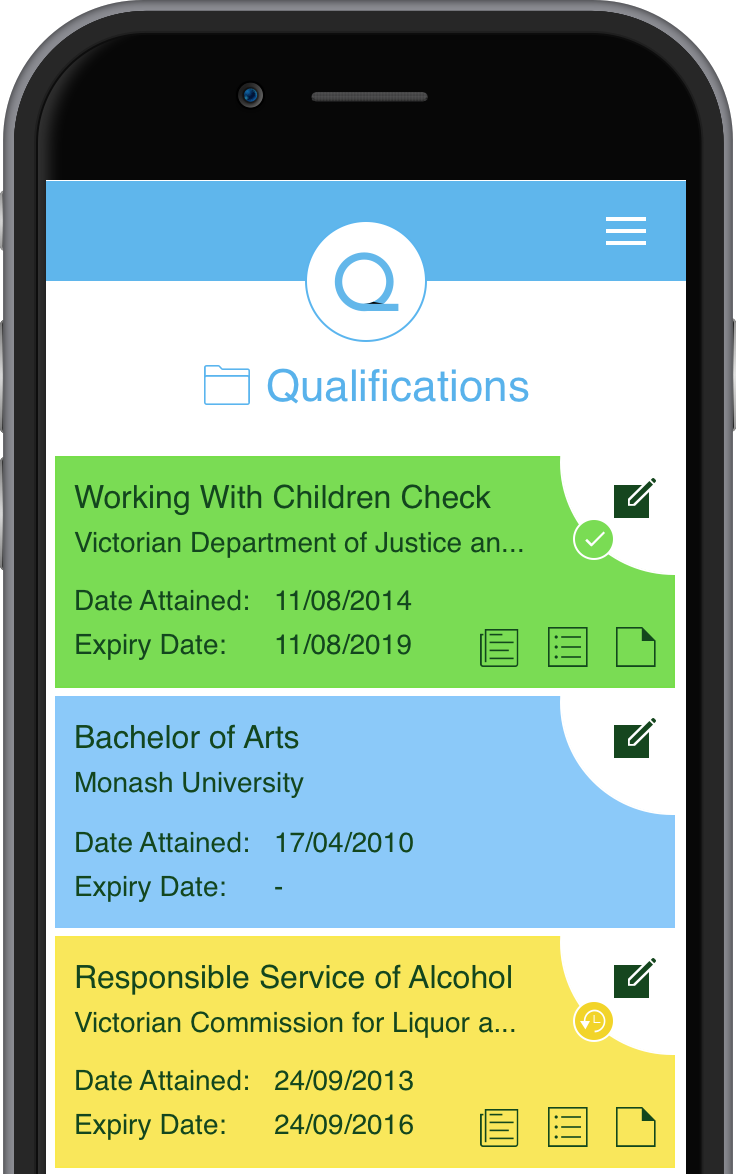 Q
Qualifications
Working With Children Check
Victorian Department of Justice an...
Date Attained: 11/08/2014
Expiry Date: 11/08/2019
Bachelor of Arts
Monash University
Date Attained: 17/04/2010
Expiry Date: -
Responsible Service of Alcohol
Victorian Commission for Liquor a...
Date Attained: 24/09/2013
Expiry Date: 24/09/2016